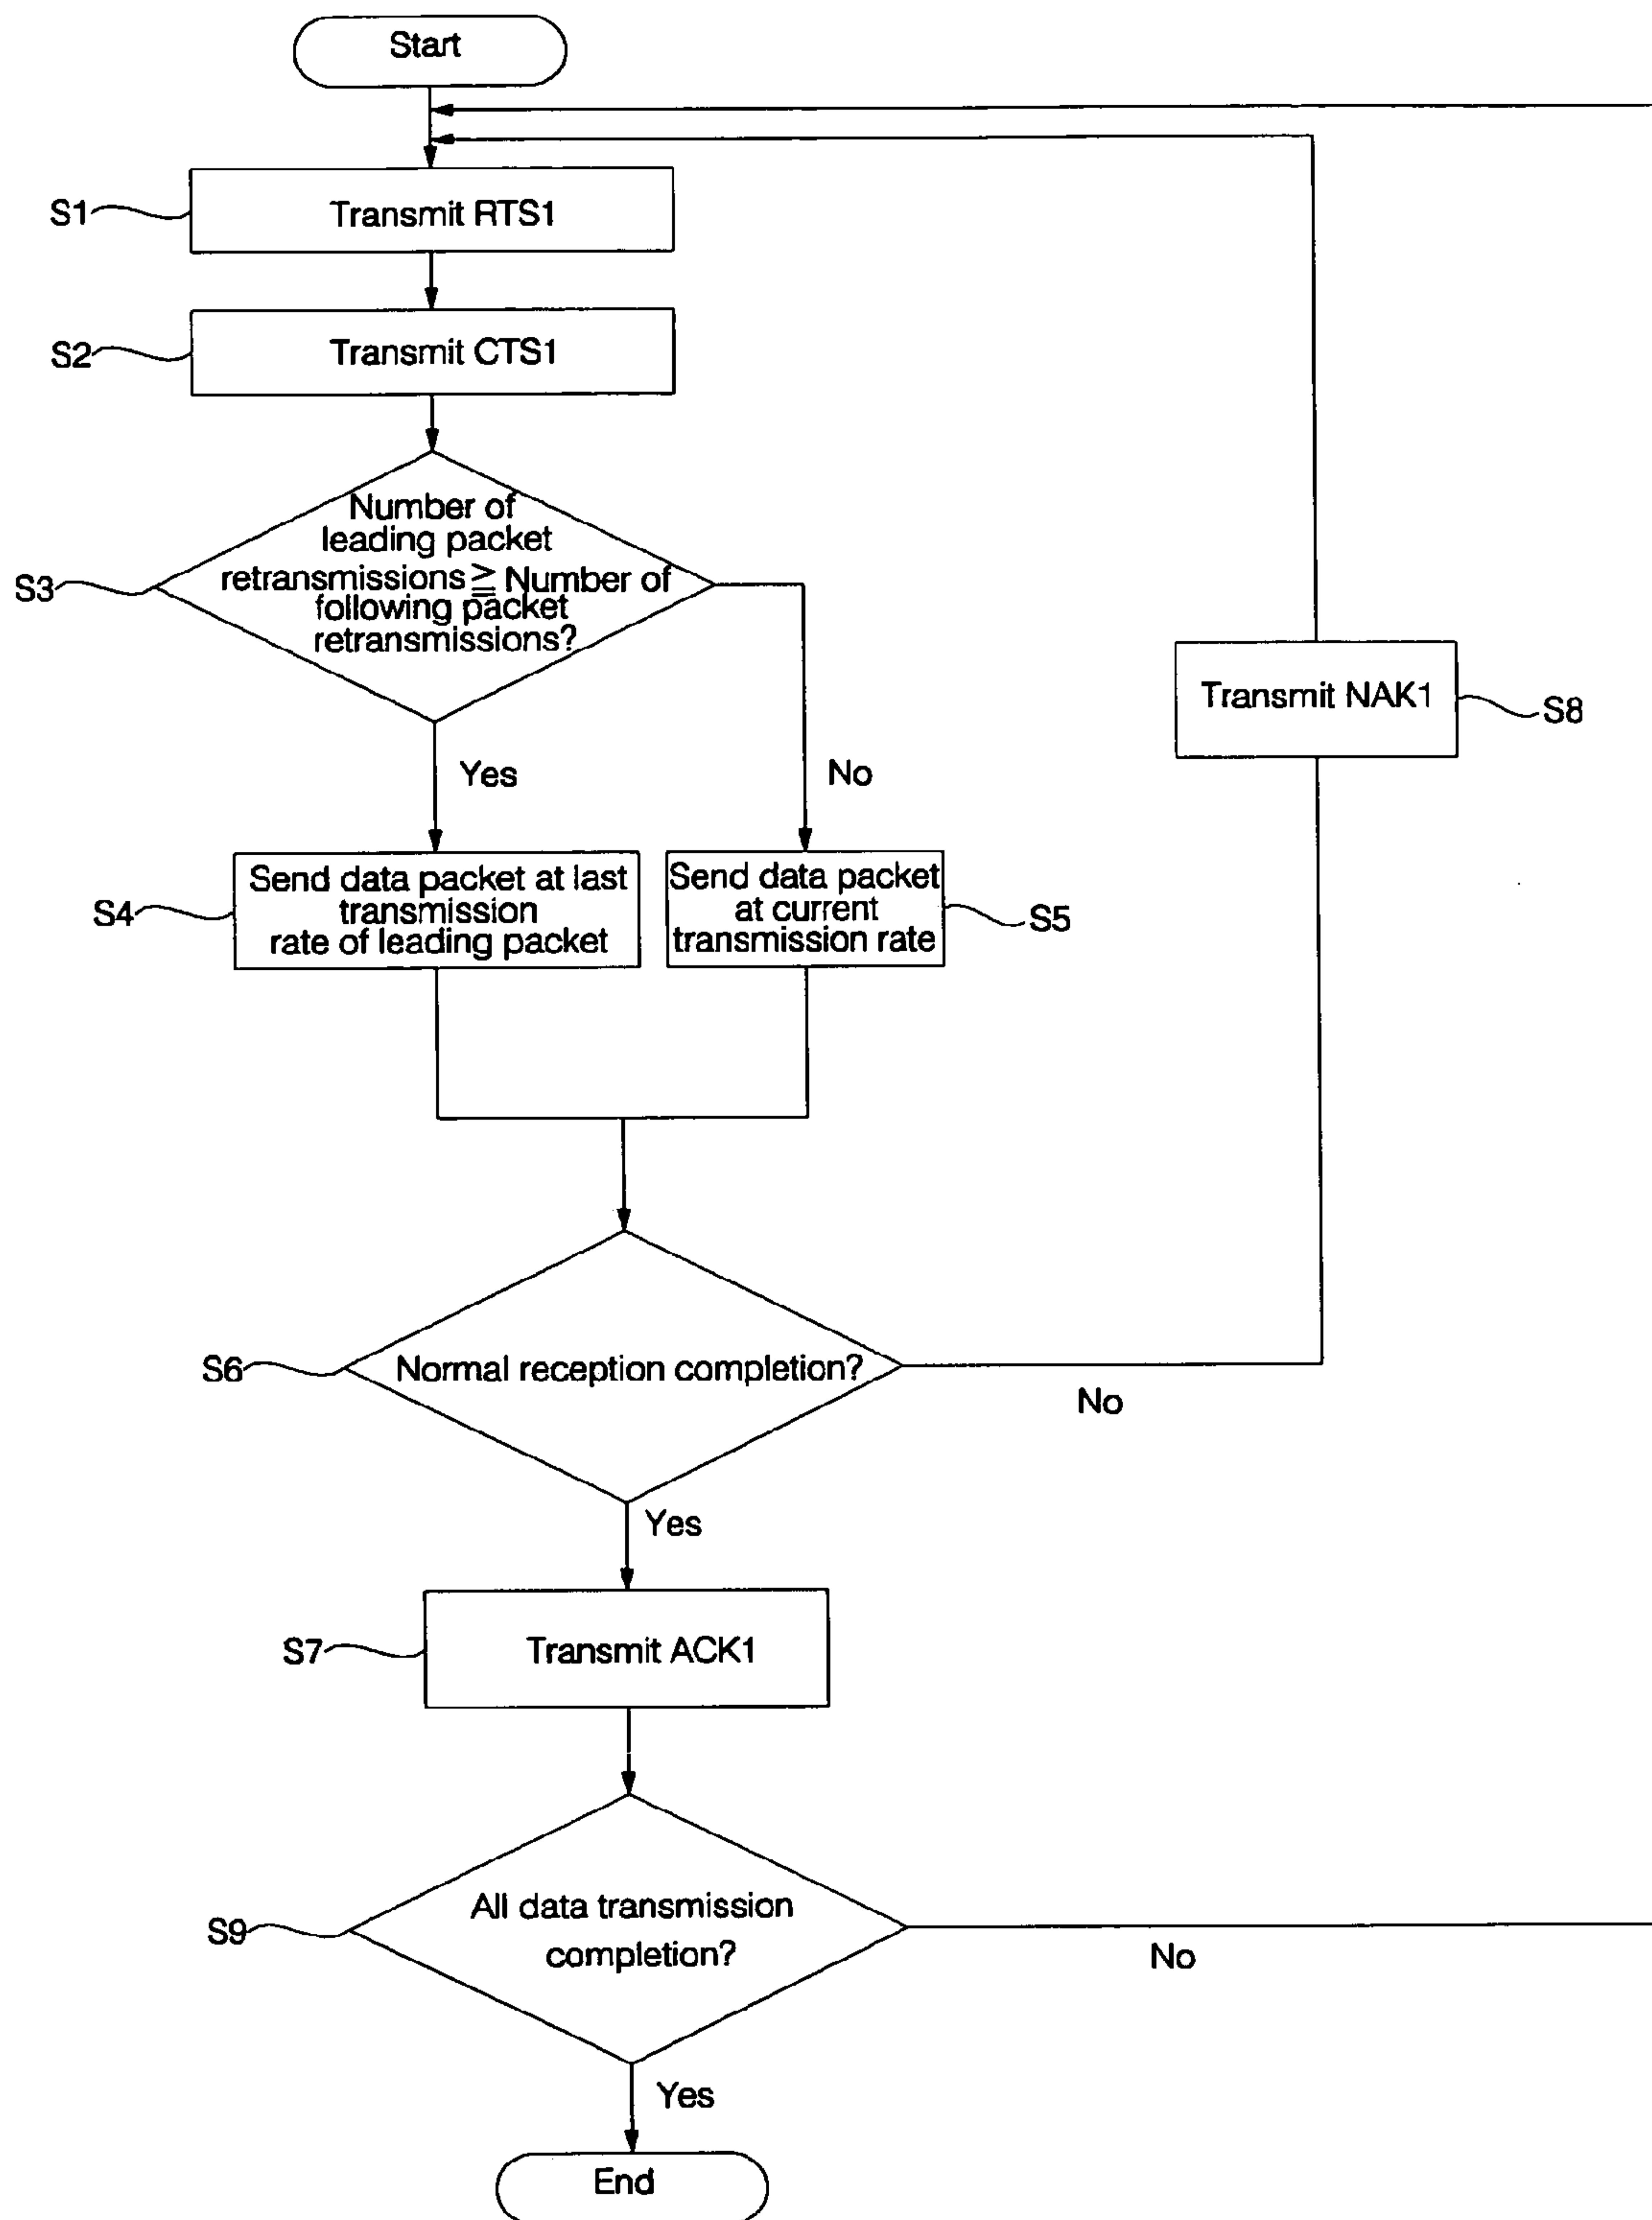 Start
S1
Transmit RTS1
S2
Transmit CTS1
S3
Number of
leading packet
retransmissions ≧ Number of
following packet
retransmissions?
Yes
No
Transmit NAK1
S8
S4
Send data packet at last
transmission
rate of leading packet
Send data packet
at current
transmission rate
S5
S6
Normal reception completion?
No
Yes
S7
Transmit ACK1
S9
All data transmission
completion?
No
Yes
End